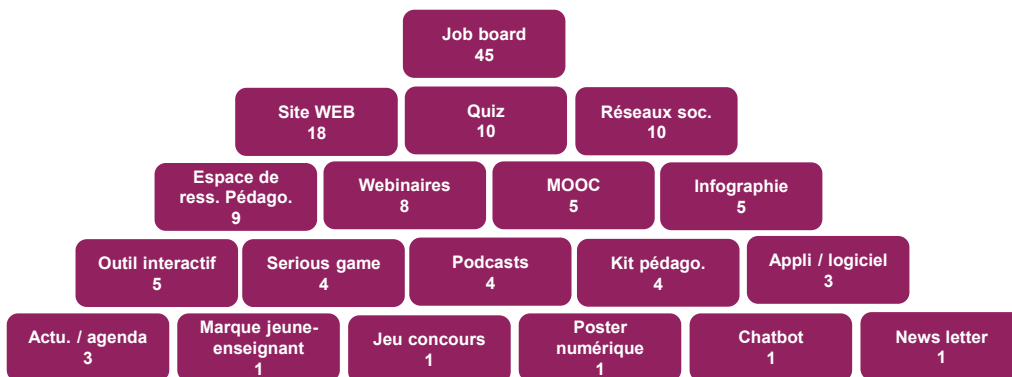 Job board
45
Site WEB
18
Quiz
10
Réseaux soc.
10
Espace de
ress. Pédago.
9
Webinaires
8
MOOC
5
Infographie
5
Outil interactif
5
Serious game
4
Podcasts
4
Kit pédago.
4
Appli / logiciel
3
Actu. / agenda
3
Marque jeune-
enseignant
1
Jeu concours
1
Poster
numérique
1
Chatbot
1
News letter
1